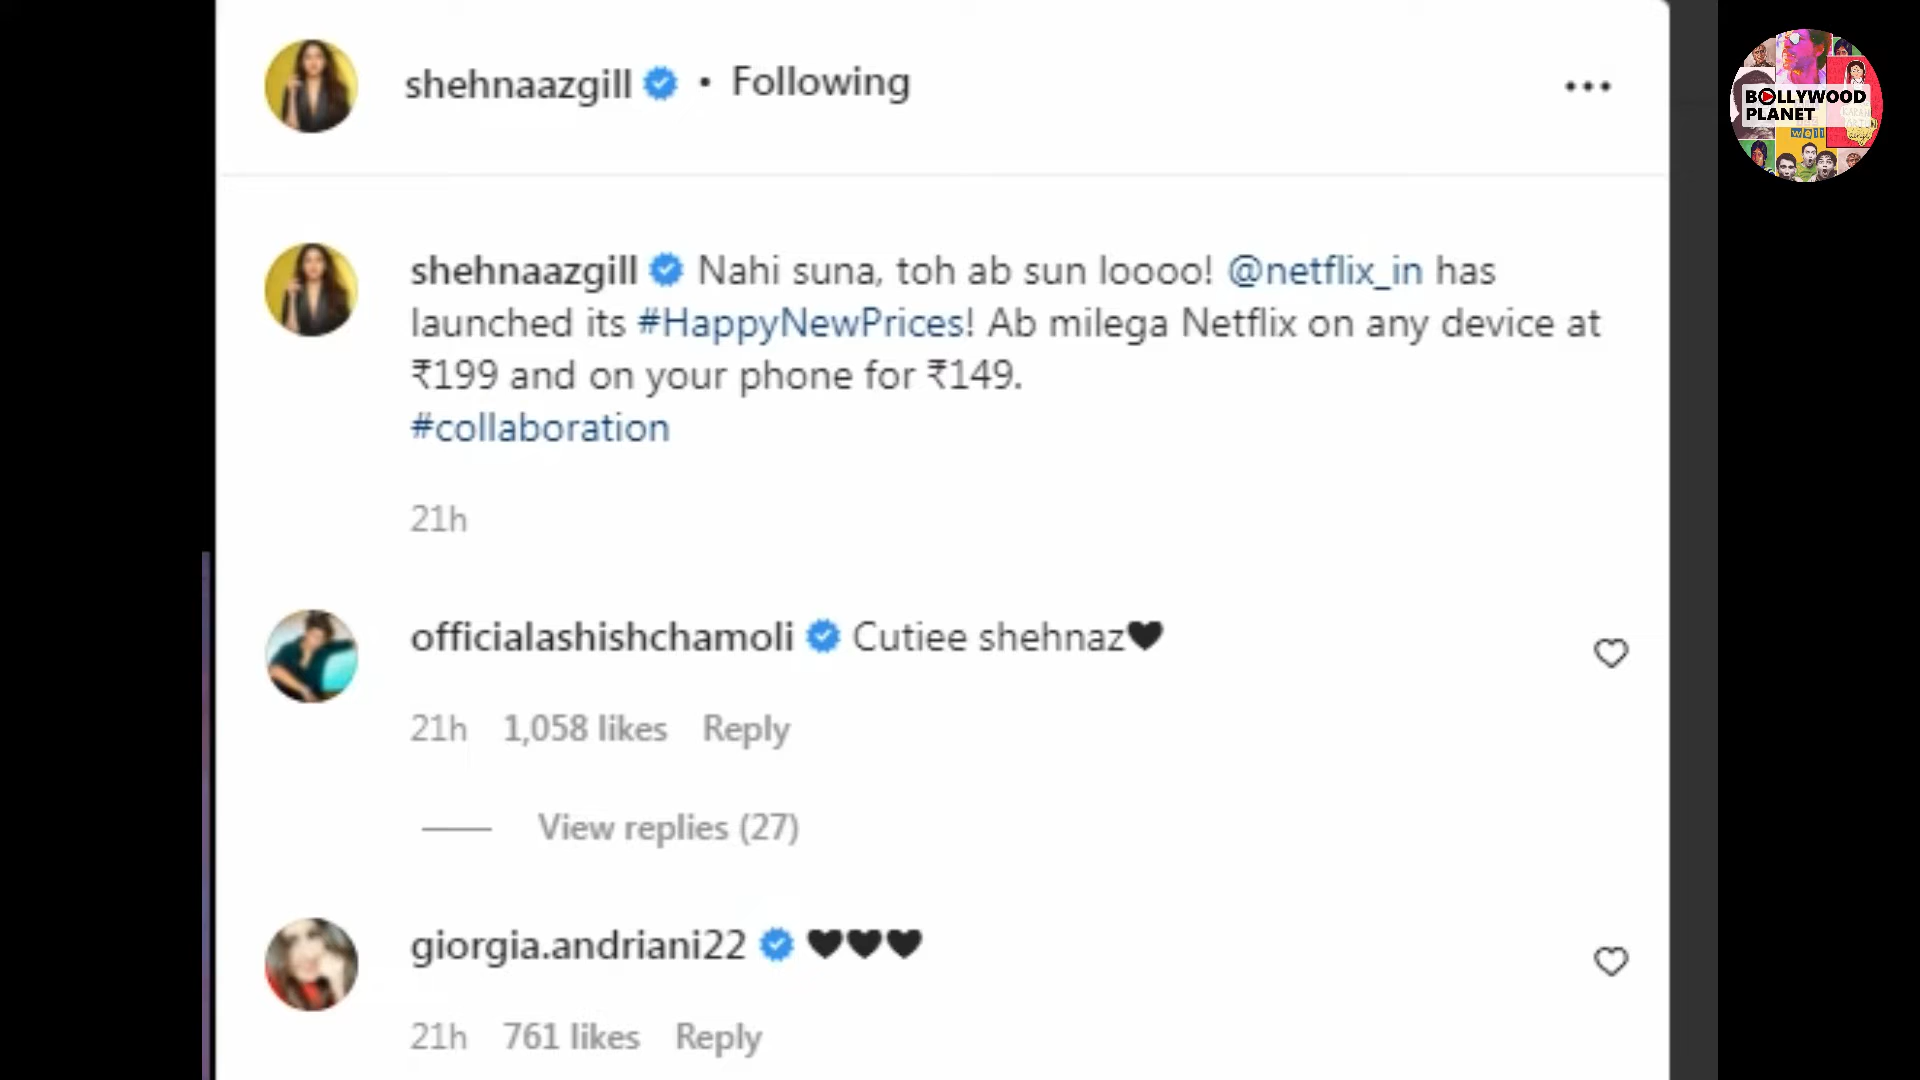 shehnaazgill • Following
BOLLYWOOD
PLANET
well
shehnaazgill Nahi suna, toh ab sun loooo! @netflix_in has
launched its #HappyNewPrices! Ab milega Netflix on any device at
₹199 and on your phone for ₹149.
#collaboration
21h
officialashishchamoli Cutiee shehnaz🖤
21h 1,058 likes Reply
View replies (27)
giorgia.andriani22 🖤🖤🖤
21h 761 likes Reply